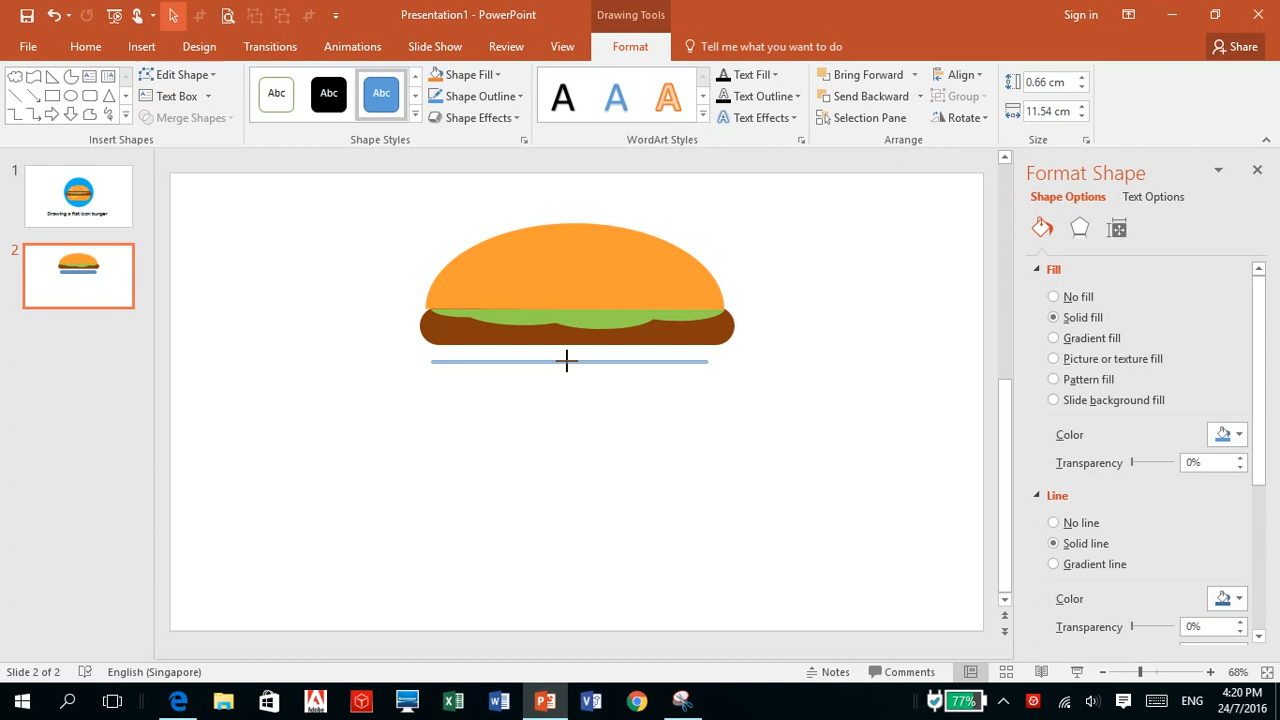 Presentation1 - PowerPoint
Drawing Tools
Sign in
File
Home
Insert
Design
Transitions
Animations
Slide Show
Review
View
Format
Tell me what you want to do
Share
Edit Shape
Text Box
Merge Shapes
Insert Shapes
Abc
Abc
Abc
Shape Fill
Shape Outline
Shape Effects
Shape Styles
A
A
A
Text Fill
Text Outline
Text Effects
WordArt Styles
Bring Forward
Send Backward
Selection Pane
Align
Group
Rotate
Arrange
0.66 cm
11.54 cm
Size
1
Drawing a flat icon burger
2
Format Shape
Shape Options
Text Options
Fill
No fill
Solid fill
Gradient fill
Picture or texture fill
Pattern fill
Slide background fill
Color
Transparency
0%
Line
No line
Solid line
Gradient line
Color
Transparency
0%
Slide 2 of 2
English (Singapore)
Notes
Comments
68%
77%
ENG
4:20 PM
24/7/2016